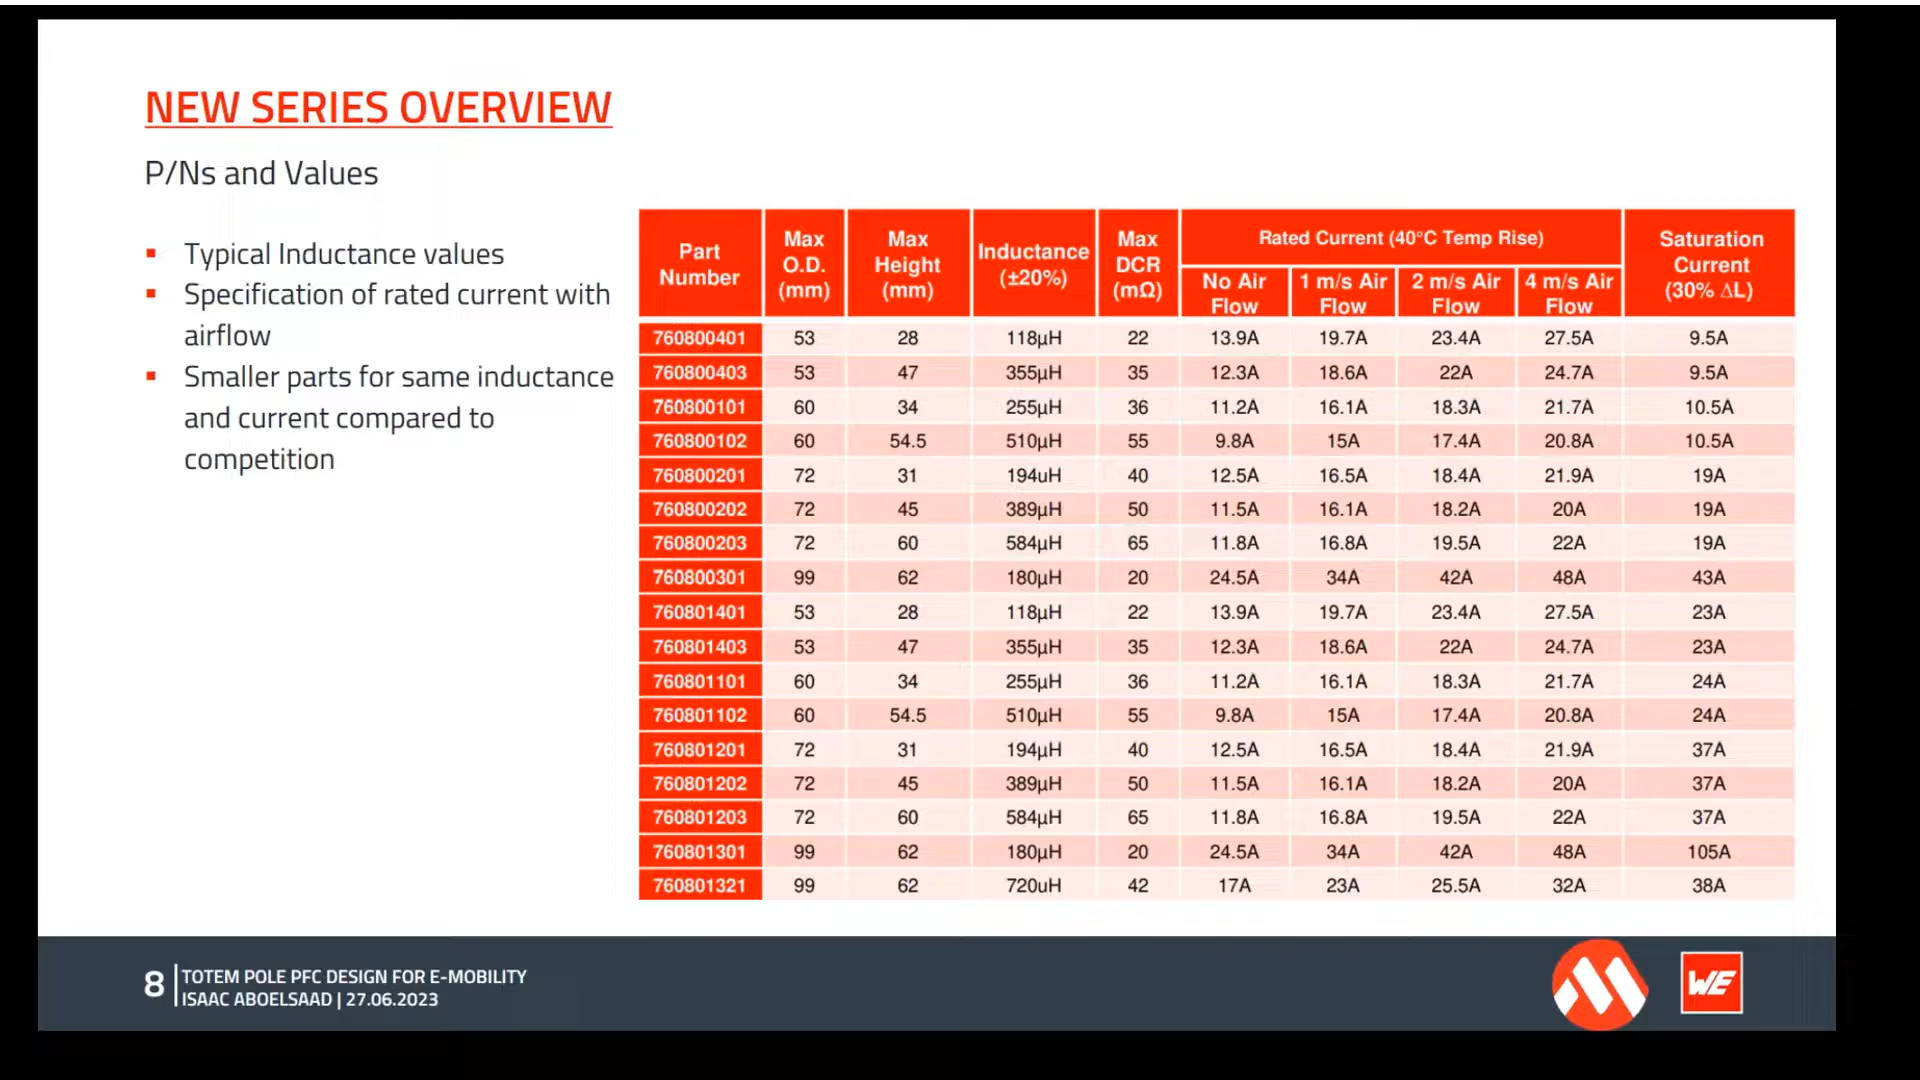 NEW SERIES OVERVIEW
P/Ns and Values
▪ Typical Inductance values
▪ Specification of rated current with
airflow
▪ Smaller parts for same inductance
and current compared to
competition
Part Number | Max O.D. (mm) | Max Height (mm) | Inductance (±20%) | Max DCR (mΩ) | Rated Current (40°C Temp Rise) | Saturation Current (30% ΔL)
No Air Flow | 1 m/s Air Flow | 2 m/s Air Flow | 4 m/s Air Flow
760800401 53 28 118µH 22 13.9A 19.7A 23.4A 27.5A 9.5A
760800403 53 47 355µH 35 12.3A 18.6A 22A 24.7A 9.5A
760800101 60 34 255µH 36 11.2A 16.1A 18.3A 21.7A 10.5A
760800102 60 54.5 510µH 55 9.8A 15A 17.4A 20.8A 10.5A
760800201 72 31 194uH 40 12.5A 16.5A 18.4A 21.9A 19A
760800202 72 45 389µH 50 11.5A 16.1A 18.2A 20A 19A
760800203 72 60 584µH 65 11.8A 16.8A 19.5A 22A 19A
760800301 99 62 180µH 20 24.5A 34A 42A 48A 43A
760801401 53 28 118µH 22 13.9A 19.7A 23.4A 27.5A 23A
760801403 53 47 355µH 35 12.3A 18.6A 22A 24.7A 23A
760801101 60 34 255µH 36 11.2A 16.1A 18.3A 21.7A 24A
760801102 60 54.5 510µH 55 9.8A 15A 17.4A 20.8A 24A
760801201 72 31 194µH 40 12.5A 16.5A 18.4A 21.9A 37A
760801202 72 45 389µH 50 11.5A 16.1A 18.2A 20A 37A
760801203 72 60 584µH 65 11.8A 16.8A 19.5A 22A 37A
760801301 99 62 180µH 20 24.5A 34A 42A 48A 105A
760801321 99 62 720uH 42 17A 23A 25.5A 32A 38A
8
TOTEM POLE PFC DESIGN FOR E-MOBILITY
ISAAC ABOELSAAD | 27.06.2023
WE